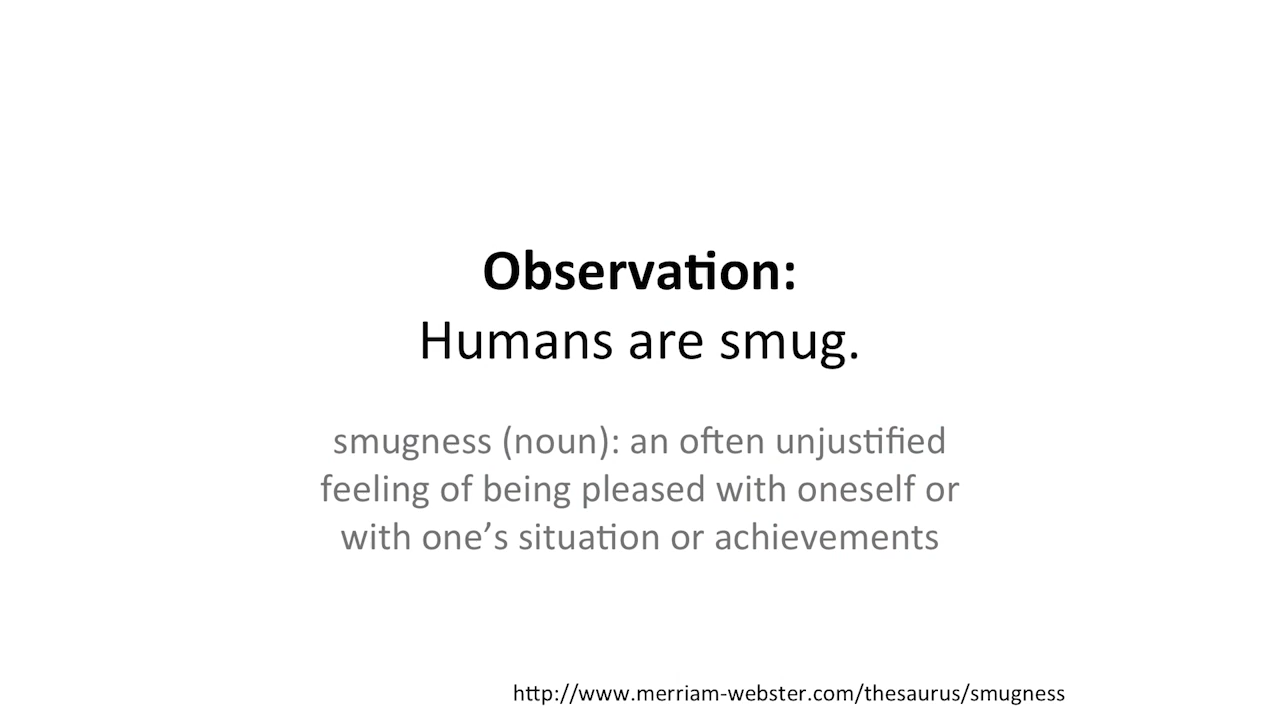 Observation:
Humans are smug.
smugness (noun): an often unjustified
feeling of being pleased with oneself or
with one’s situation or achievements
http://www.merriam-webster.com/thesaurus/smugness